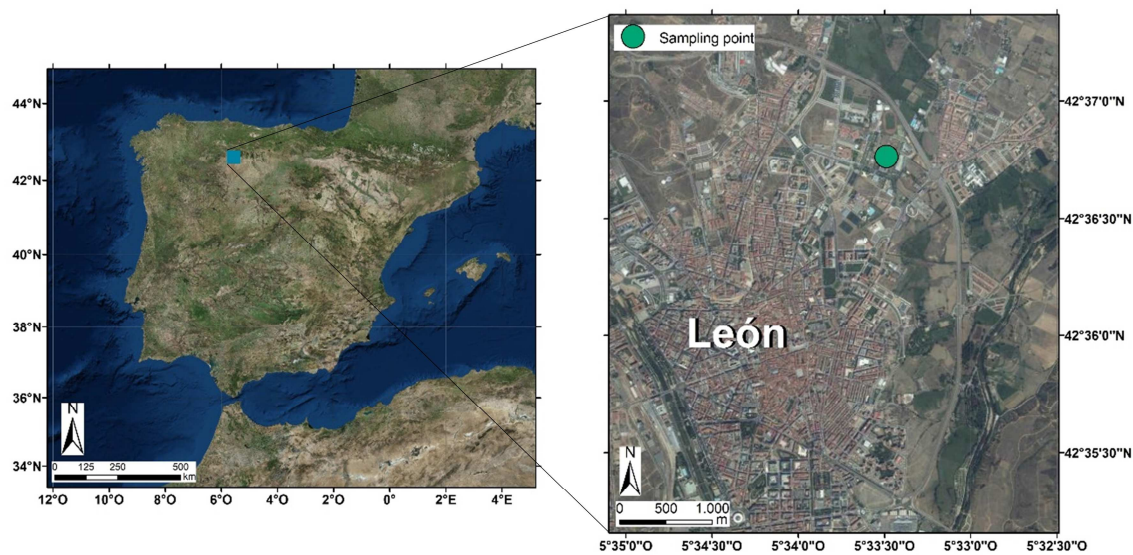 Sampling point
44°N
42°N
40°N
38°N
36°N
34°N
N
0 125 250 500
km
12°O 10°O 8°O 6°O 4°O 2°O 0° 2°E 4°E
42°37'0"N
42°36'30"N
42°36'0"N
42°35'30"N
León
N
0 500 1.000
m
5°35'0"O 5°34'30"O 5°34'0"O 5°33'30"O 5°33'0"O 5°32'30"O